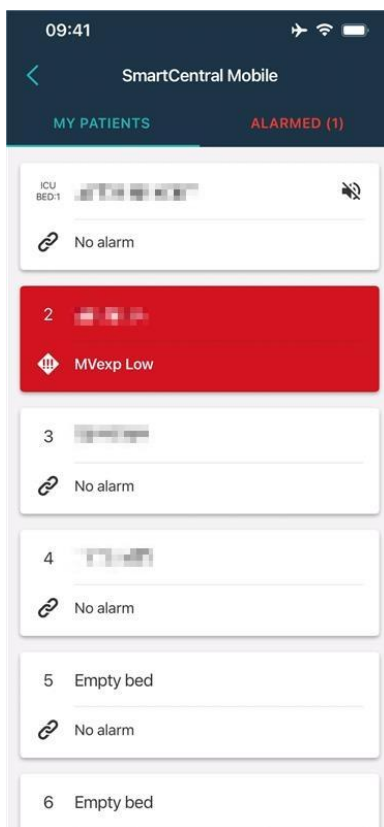 09:41
SmartCentral Mobile
MY PATIENTS ALARMED (1)
ICU
BED:1
No alarm
2
MVexp Low
3
No alarm
4
No alarm
5 Empty bed
No alarm
6 Empty bed